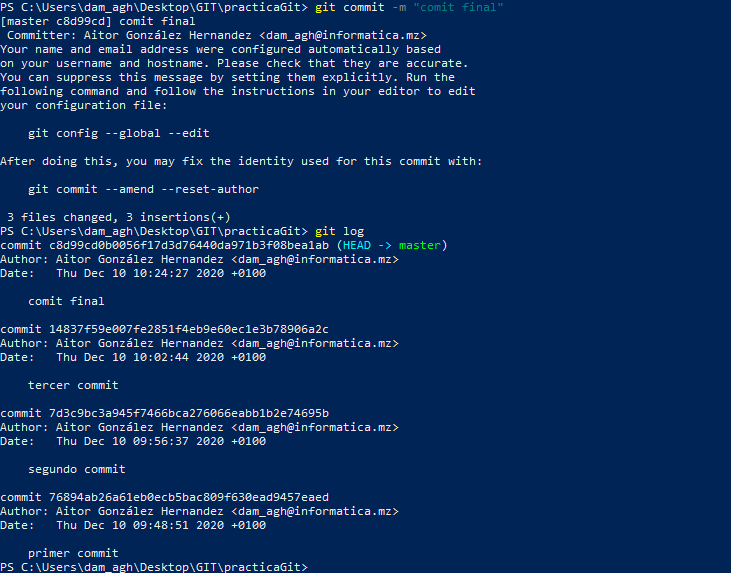 PS C:\Users\dam_agh\Desktop\GIT\practicaGit> git commit -m "comit final"
[master c8d99cd] comit final
 Committer: Aitor González Hernandez <dam_agh@informatica.mz>
Your name and email address were configured automatically based
on your username and hostname. Please check that they are accurate.
You can suppress this message by setting them explicitly. Run the
following command and follow the instructions in your editor to edit
your configuration file:
    git config --global --edit
After doing this, you may fix the identity used for this commit with:
    git commit --amend --reset-author
 3 files changed, 3 insertions(+)
PS C:\Users\dam_agh\Desktop\GIT\practicaGit> git log
commit c8d99cd0b0056f17d3d76440da971b3f08bea1ab (HEAD -> master)
Author: Aitor González Hernandez <dam_agh@informatica.mz>
Date:   Thu Dec 10 10:24:27 2020 +0100
    comit final
commit 14837f59e007fe2851f4eb9e60ec1e3b78906a2c
Author: Aitor González Hernandez <dam_agh@informatica.mz>
Date:   Thu Dec 10 10:02:44 2020 +0100
    tercer commit
commit 7d3c9bc3a945f7466bca276066eabb1b2e74695b
Author: Aitor González Hernandez <dam_agh@informatica.mz>
Date:   Thu Dec 10 09:56:37 2020 +0100
    segundo commit
commit 76894ab26a61eb0ecb5bac809f630ead9457eaed
Author: Aitor González Hernandez <dam_agh@informatica.mz>
Date:   Thu Dec 10 09:48:51 2020 +0100
    primer commit
PS C:\Users\dam_agh\Desktop\GIT\practicaGit>